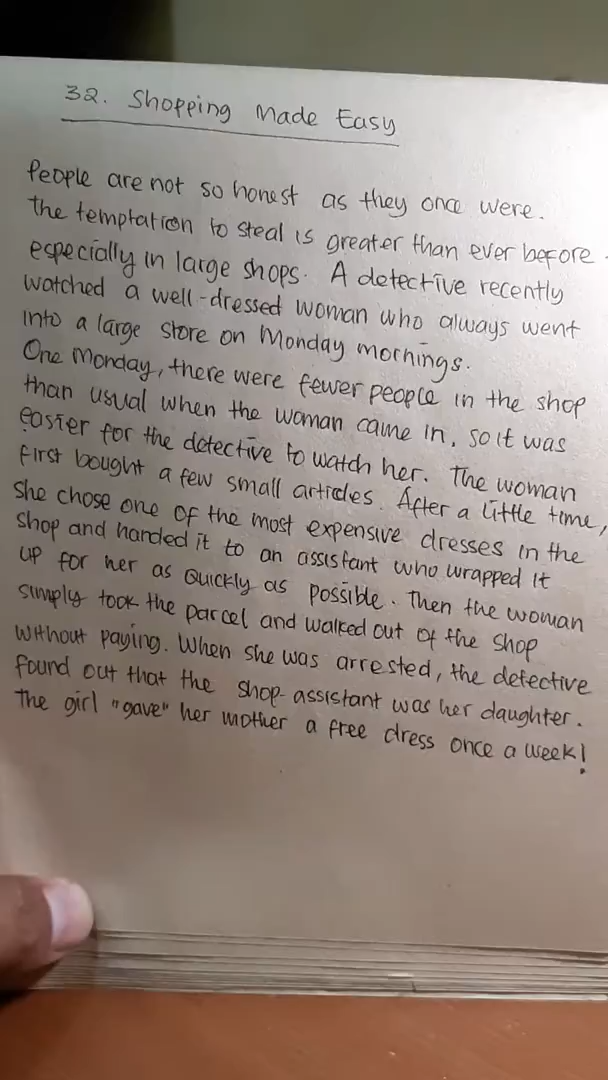 32. Shopping Made Easy
People are not so honest as they once were.
The temptation to steal is greater than ever before -
especially in large shops. A detective recently
watched a well-dressed woman who always went
into a large store on Monday mornings.
One Monday, there were fewer people in the shop
than usual when the woman came in, so it was
easier for the detective to watch her. The woman
first bought a few small articles. After a little time,
she chose one of the most expensive dresses in the
shop and handed it to an assistant who wrapped it
up for her as quickly as possible. Then the woman
simply took the parcel and walked out of the shop
without paying. When she was arrested, the detective
found out that the shop-assistant was her daughter.
The girl "gave" her mother a free dress once a week!